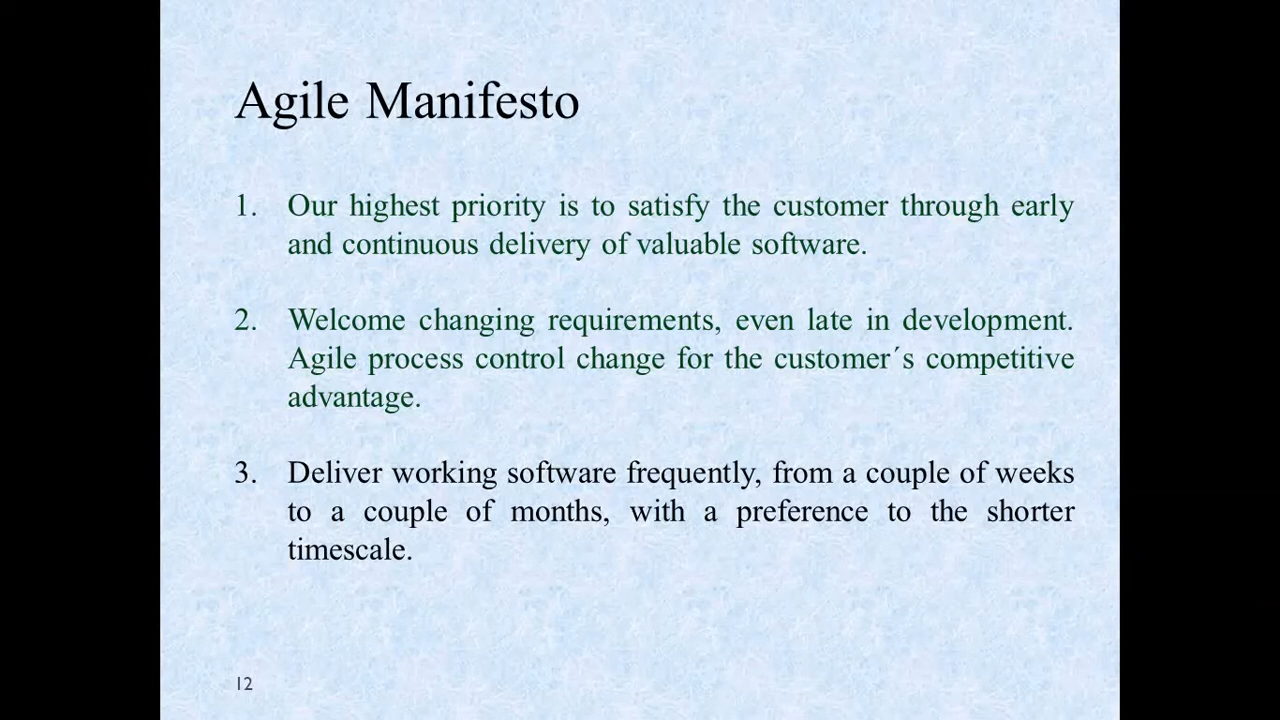 Agile Manifesto
1. Our highest priority is to satisfy the customer through early
and continuous delivery of valuable software.
2. Welcome changing requirements, even late in development.
Agile process control change for the customer´s competitive
advantage.
3. Deliver working software frequently, from a couple of weeks
to a couple of months, with a preference to the shorter
timescale.
12